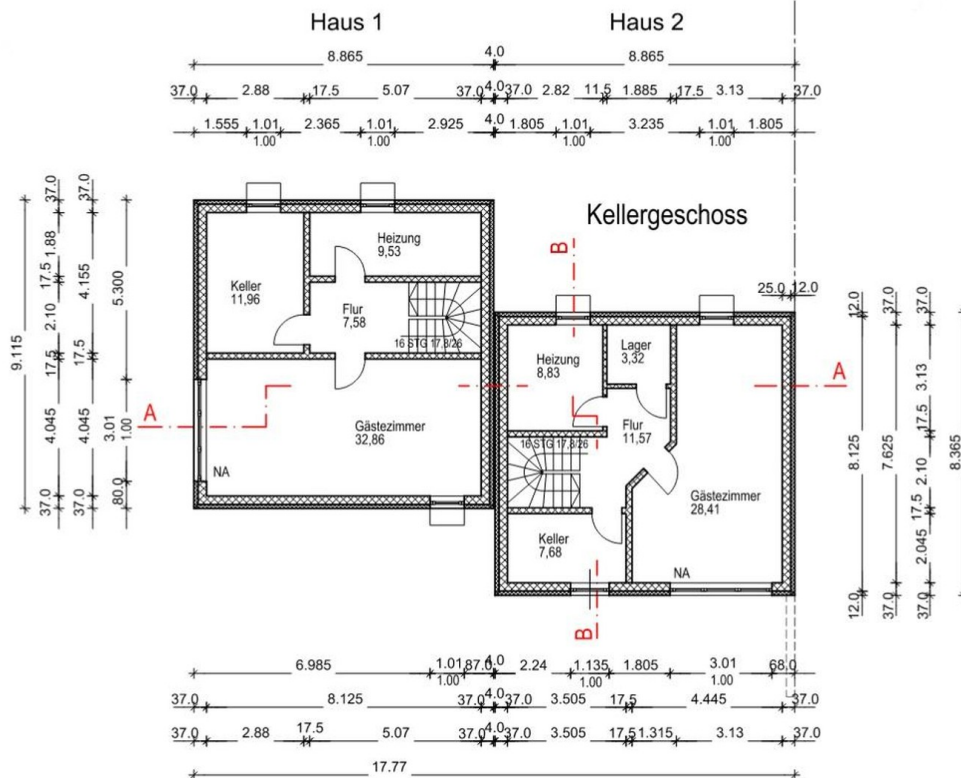 Haus 1 Haus 2
8.865 4.0 8.865
37.0 2.88 17.5 5.07 37.0 4.0 37.0 2.82 11.5 1.885 17.5 3.13 37.0
1.555 1.01 2.365 1.01 2.925 4.0 1.805 1.01 3.235 1.01 1.805
1.00 1.00 1.00 1.00
Kellergeschoss
9.115
37.0 1.88 17.5 2.10 17.5 4.045 37.0
37.0 4.155 17.5 4.045 37.0
5.300 3.01 80.0
1.00
Heizung
9,53
Keller
11,96
Flur
7,58
16 STG 17,8/26
Gästezimmer
32,86
NA
A
B
25.0 12.0
Heizung
8,83
Lager
3,32
Flur
11,57
16 STG 17,8/26
Gästezimmer
28,41
Keller
7,68
NA
A
B
12.0 8.125 12.0
37.0 7.625 37.0
37.0 3.13 17.5 2.10 17.5 2.045 37.0
8.365
6.985 1.01 87.0 4.0 2.24 1.135 1.805 3.01 68.0
1.00 1.00 1.00
37.0 8.125 37.0 4.0 37.0 3.505 17.5 4.445 37.0
37.0 2.88 17.5 5.07 37.0 4.0 37.0 3.505 17.5 1.315 3.13 37.0
17.77